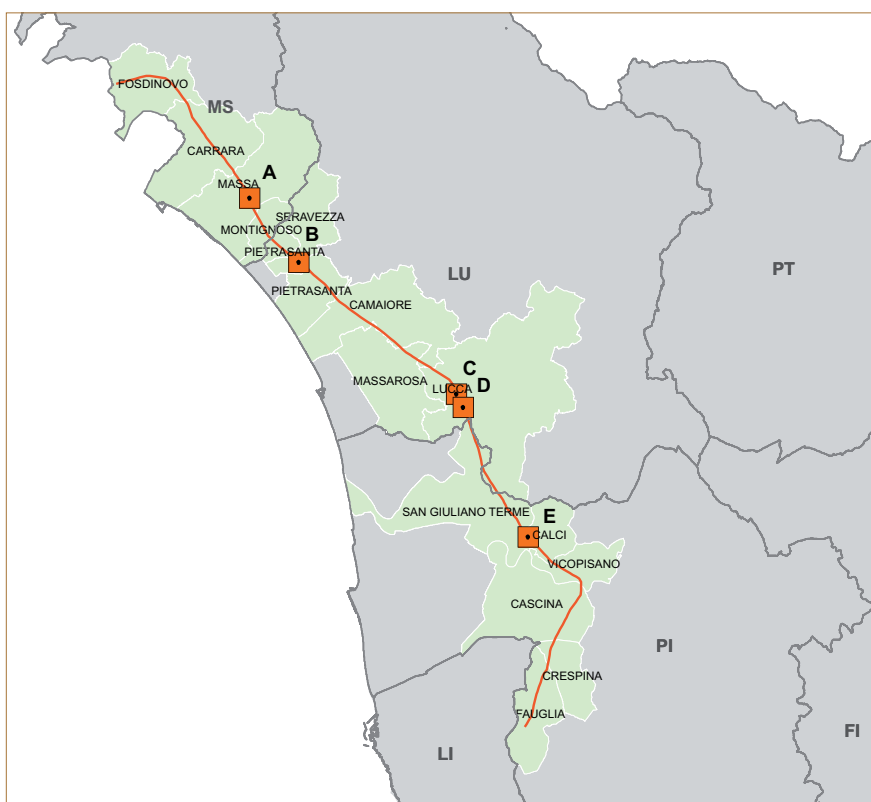 FOSDINOVO
MS
CARRARA
A
MASSA
SERAVEZZA
MONTIGNOSO
B
PIETRASANTA
LU
PT
PIETRASANTA
CAMAIORE
C
MASSAROSA
LUCCA
D
SAN GIULIANO TERME
E
CALCI
VICOPISANO
CASCINA
PI
CRESPINA
FAUGLIA
FI
LI